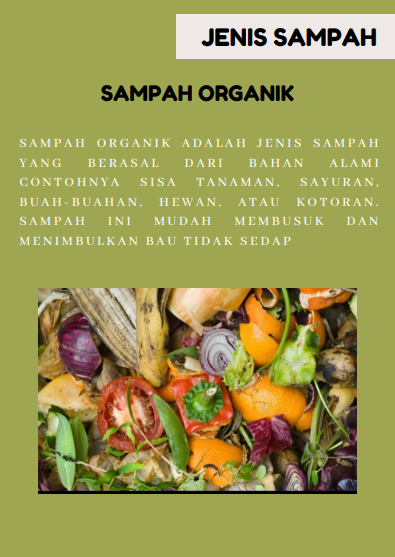 JENIS SAMPAH
SAMPAH ORGANIK
SAMPAH ORGANIK ADALAH JENIS SAMPAH
YANG BERASAL DARI BAHAN ALAMI
CONTOHNYA SISA TANAMAN, SAYURAN,
BUAH-BUAHAN, HEWAN, ATAU KOTORAN.
SAMPAH INI MUDAH MEMBUSUK DAN
MENIMBULKAN BAU TIDAK SEDAP